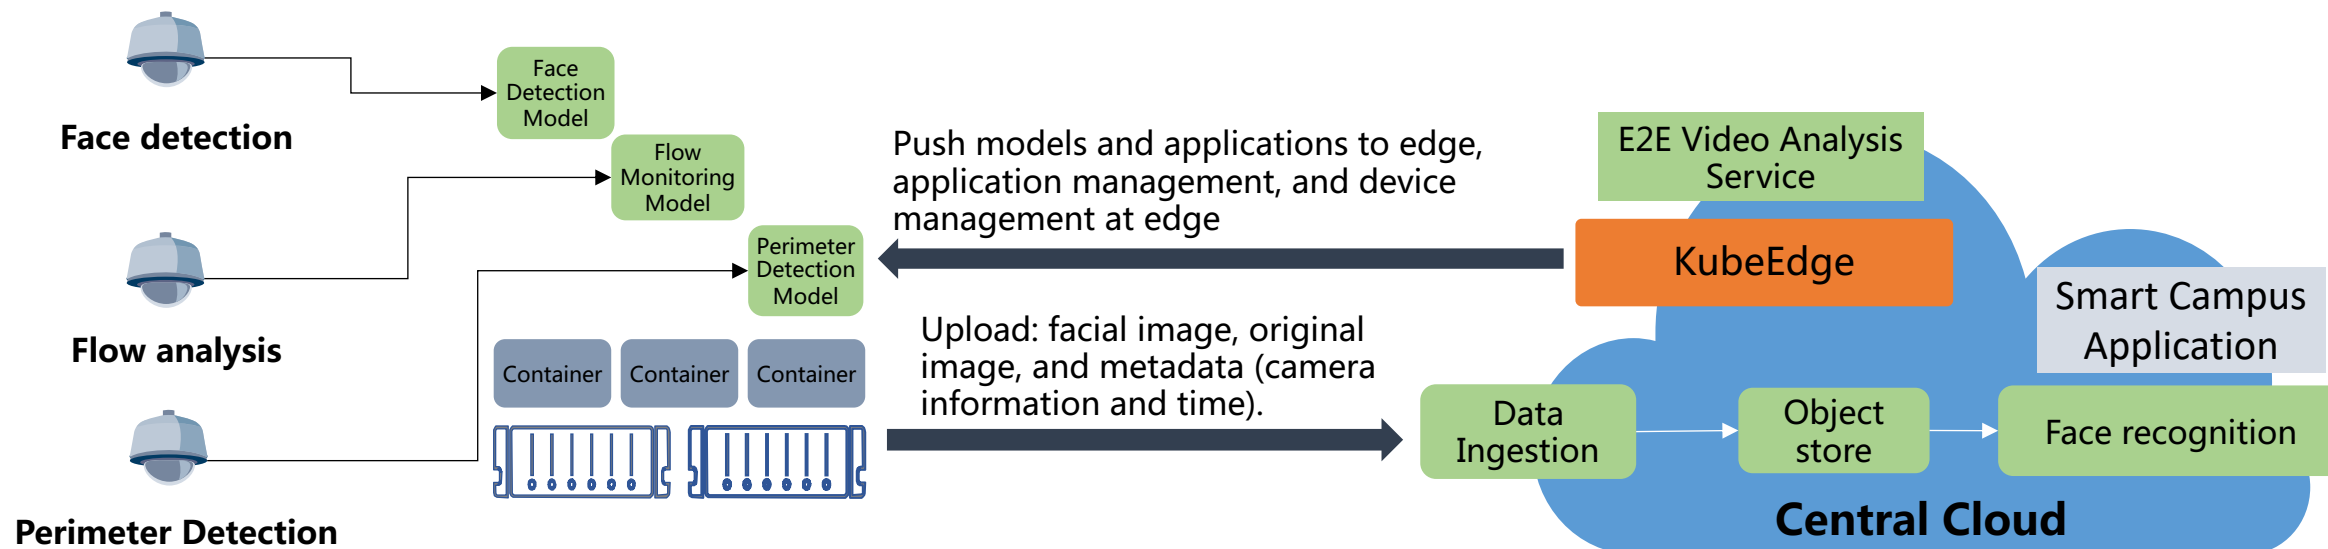 Face detection
Flow analysis
Perimeter Detection
Face
Detection
Model
Flow
Monitoring
Model
Perimeter
Detection
Model
Container
Container
Container
Push models and applications to edge,
application management, and device
management at edge
Upload: facial image, original
image, and metadata (camera
information and time).
E2E Video Analysis
Service
KubeEdge
Smart Campus
Application
Data
Ingestion
Object
store
Face recognition
Central Cloud